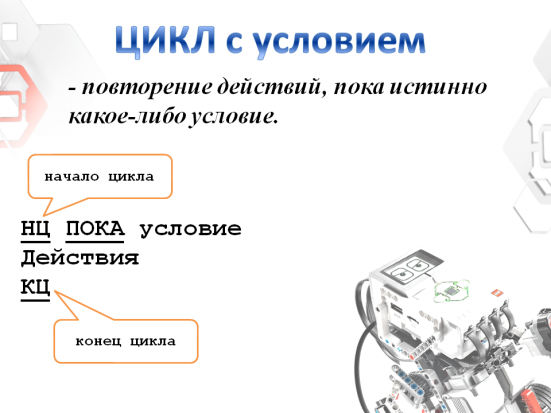 ЦИКЛ с условием
- повторение действий, пока истинно
какое-либо условие.
начало цикла
НЦ ПОКА условие
Действия
КЦ
конец цикла